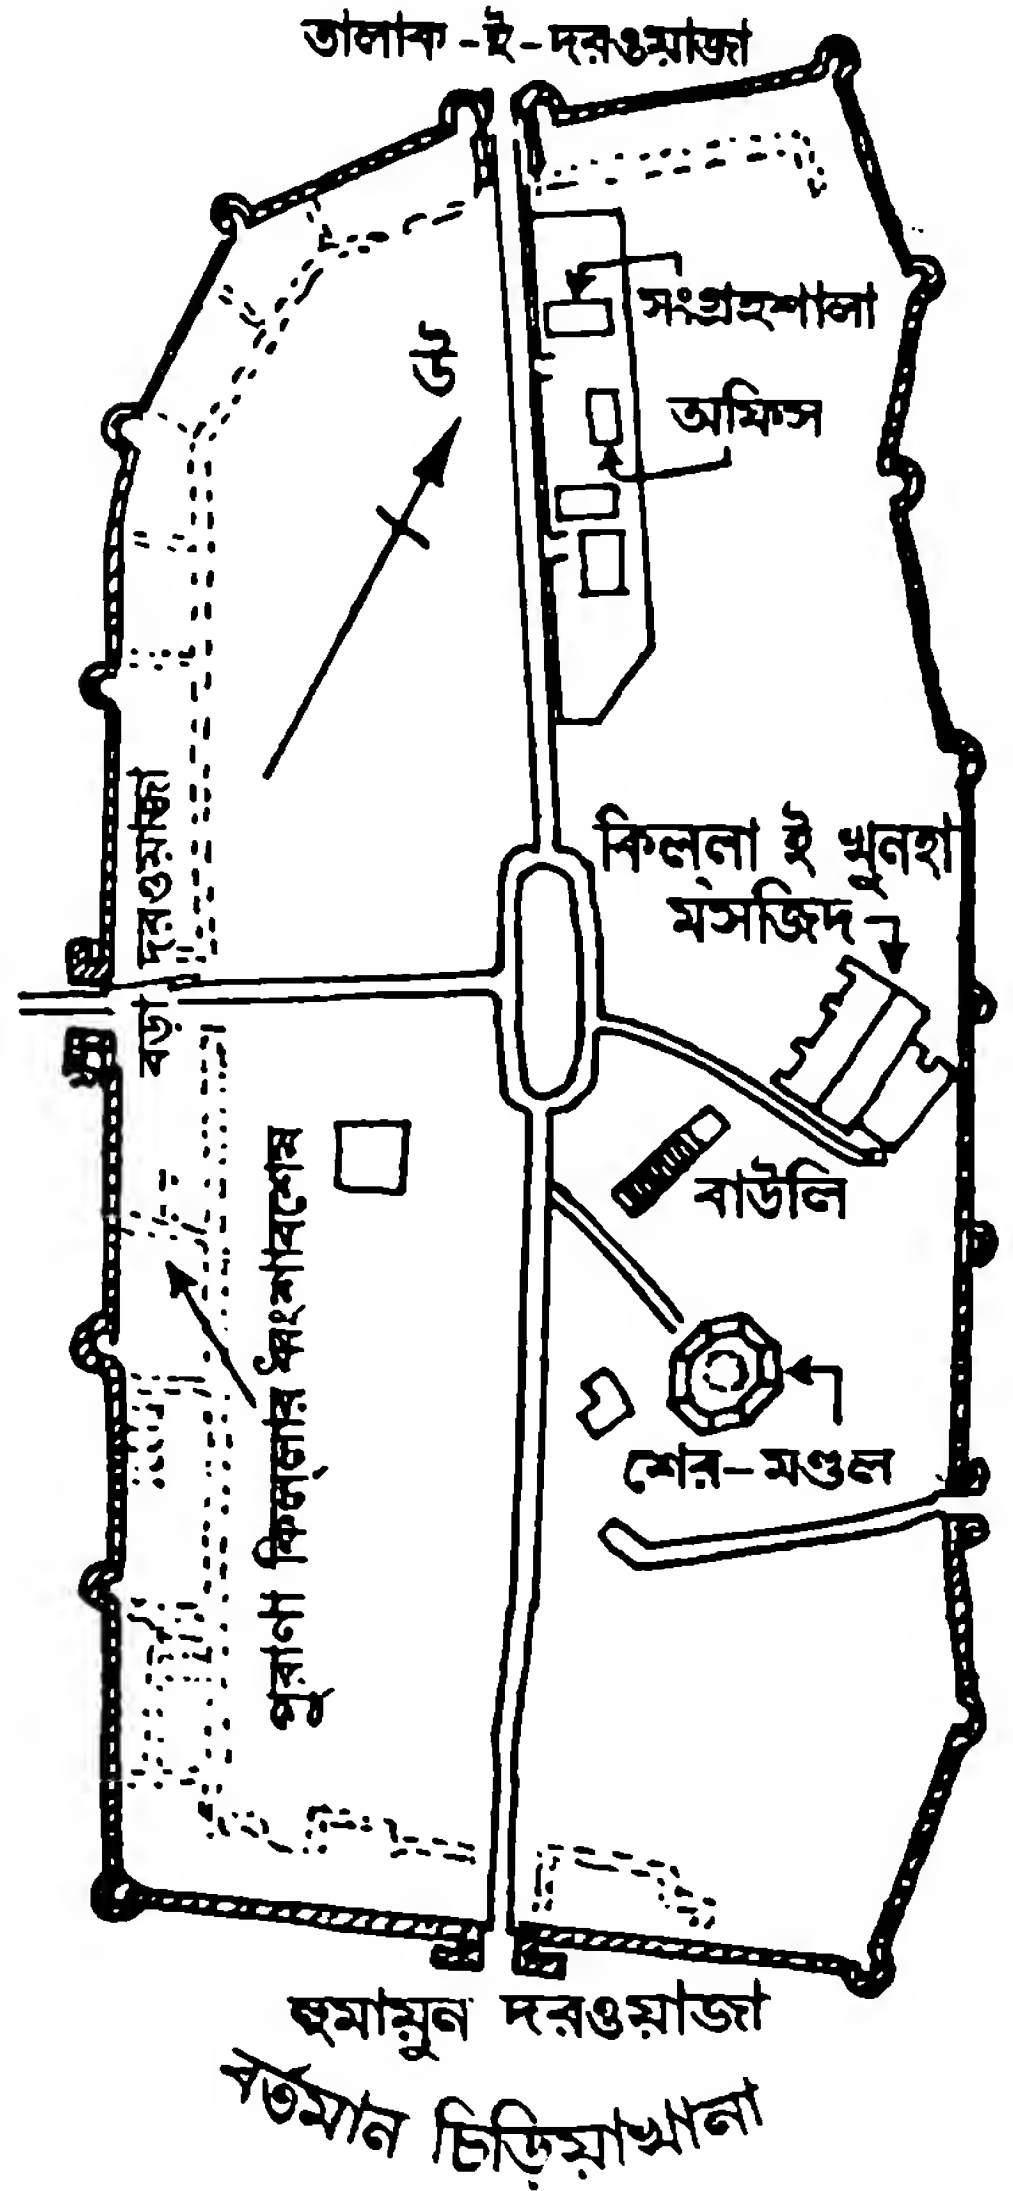 তালাক-ই-দরওয়াজা
সংগ্রহশালা
উ
অফিস
বড়া দরওয়াজা
কিল্লা ই খুনহা
মসজিদ
বাউলি
পুরাণা কিল্লার ধ্বংশাবশেষ
শের-মণ্ডল
হুমায়ুন দরওয়াজা
বর্তমান চিড়িয়াখানা